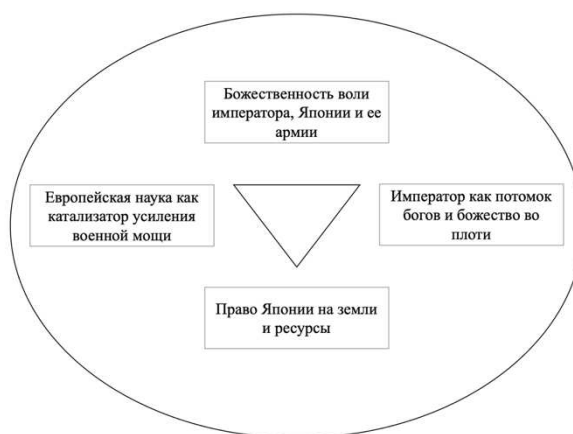 Божественность воли
императора, Японии и ее
армии
Европейская наука как
катализатор усиления
военной мощи
Император как потомок
богов и божество во
плоти
Право Японии на земли
и ресурсы